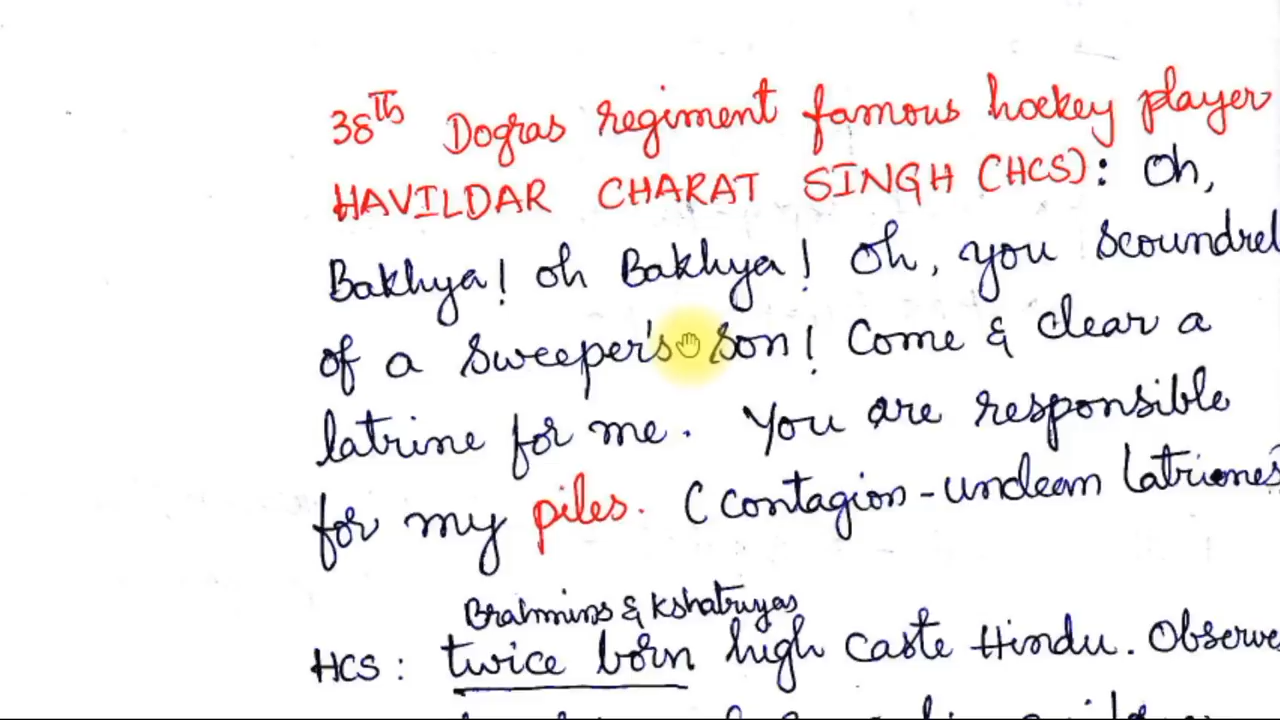 38th Dogras regiment famous hockey player
HAVILDAR CHARAT SINGH (HCS): Oh,
Bakhya! oh Bakhya! Oh, you scoundrel
of a sweeper's son! Come & clear a
latrine for me. You are responsible
for my piles. (contagion - unclean latriones
Brahmins & Kshatruyas
HCS: twice born high caste Hindu. Observe